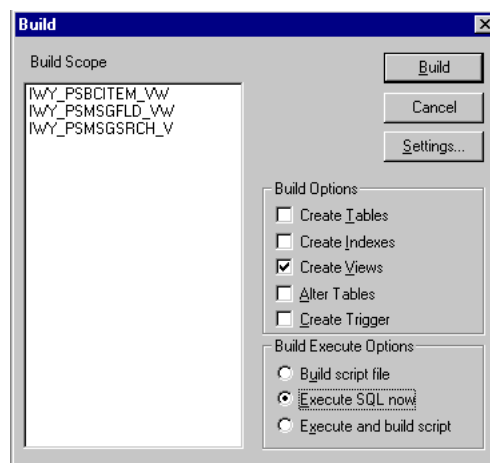 Build
Build Scope
IWY_PSBCITEM_VW
IWY_PSMSGFLD_VW
IWY_PSMSGSRCH_V
Build
Cancel
Settings...
Build Options
Create Tables
Create Indexes
Create Views
Alter Tables
Create Trigger
Build Execute Options
Build script file
Execute SQL now
Execute and build script